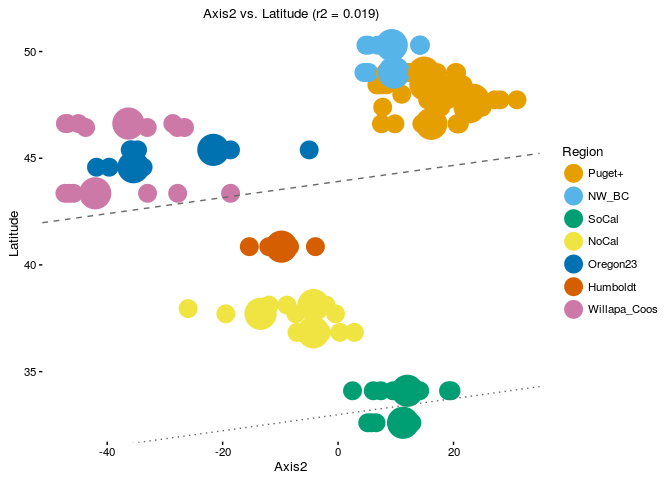 Axis2 vs. Latitude (r2 = 0.019)
50
45
40
35
Latitude
-40
-20
0
20
Axis2
Region
Puget+
NW_BC
SoCal
NoCal
Oregon23
Humboldt
Willapa_Coos